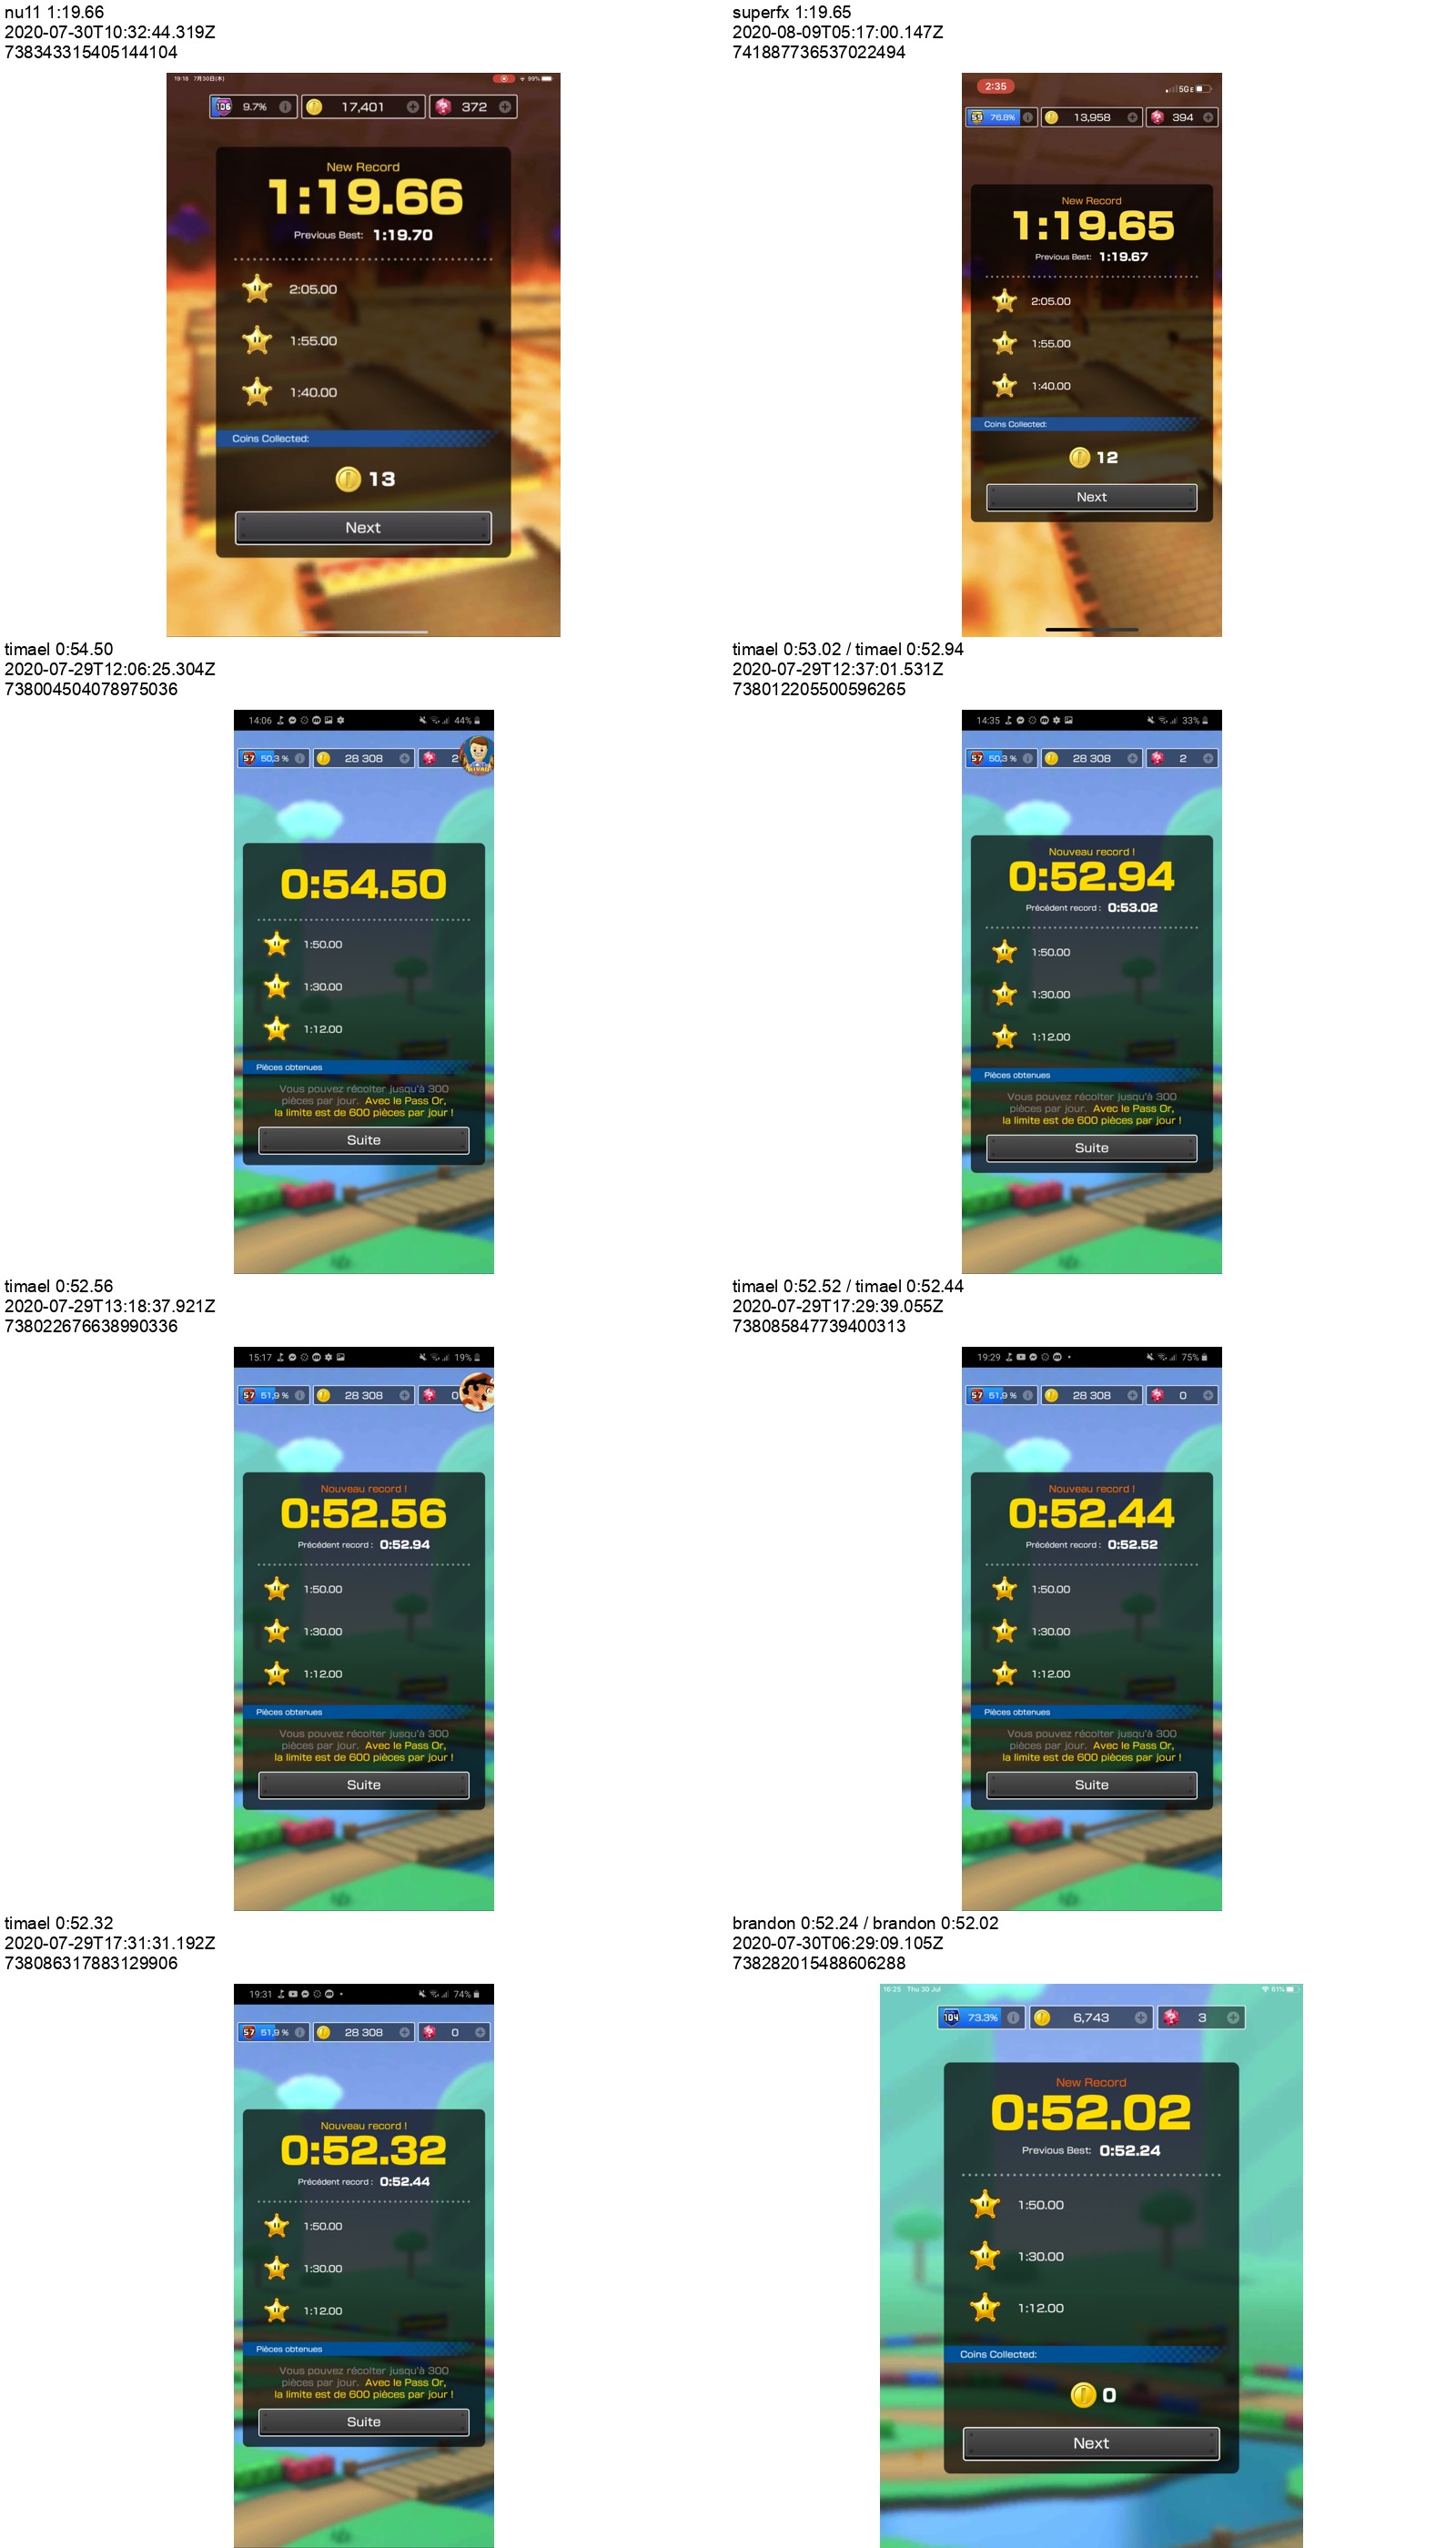 nu11 1:19.66
2020-07-30T10:32:44.319Z
738343315405144104
19:18 7月30日(木)
99%
106 9.7% 17,401 372
New Record
1:19.66
Previous Best: 1:19.70
2:05.00
1:55.00
1:40.00
Coins Collected:
13
Next
superfx 1:19.65
2020-08-09T05:17:00.147Z
741887736537022494
2:35
5GE
59 76.8% 13,958 394
New Record
1:19.65
Previous Best: 1:19.67
2:05.00
1:55.00
1:40.00
Coins Collected:
12
Next
timael 0:54.50
2020-07-29T12:06:25.304Z
738004504078975036
14:06 44%
57 50,3 % 28 308 2
0:54.50
1:50.00
1:30.00
1:12.00
Pièces obtenues
Vous pouvez récolter jusqu'à 300
pièces par jour. Avec le Pass Or,
la limite est de 600 pièces par jour !
Suite
timael 0:53.02 / timael 0:52.94
2020-07-29T12:37:01.531Z
738012205500596265
14:35 33%
57 50,3 % 28 308 2
Nouveau record !
0:52.94
Précédent record : 0:53.02
1:50.00
1:30.00
1:12.00
Pièces obtenues
Vous pouvez récolter jusqu'à 300
pièces par jour. Avec le Pass Or,
la limite est de 600 pièces par jour !
Suite
timael 0:52.56
2020-07-29T13:18:37.921Z
738022676638990336
15:17 19%
57 51,9 % 28 308 0
Nouveau record !
0:52.56
Précédent record : 0:52.94
1:50.00
1:30.00
1:12.00
Pièces obtenues
Vous pouvez récolter jusqu'à 300
pièces par jour. Avec le Pass Or,
la limite est de 600 pièces par jour !
Suite
timael 0:52.52 / timael 0:52.44
2020-07-29T17:29:39.055Z
738085847739400313
19:29 75%
57 51,9 % 28 308 0
Nouveau record !
0:52.44
Précédent record : 0:52.52
1:50.00
1:30.00
1:12.00
Pièces obtenues
Vous pouvez récolter jusqu'à 300
pièces par jour. Avec le Pass Or,
la limite est de 600 pièces par jour !
Suite
timael 0:52.32
2020-07-29T17:31:31.192Z
738086317883129906
19:31 74%
57 51,9 % 28 308 0
Nouveau record !
0:52.32
Précédent record : 0:52.44
1:50.00
1:30.00
1:12.00
Pièces obtenues
Vous pouvez récolter jusqu'à 300
pièces par jour. Avec le Pass Or,
la limite est de 600 pièces par jour !
Suite
brandon 0:52.24 / brandon 0:52.02
2020-07-30T06:29:09.105Z
738282015488606288
16:25 Thu 30 Jul 61%
104 73.3% 6,743 3
New Record
0:52.02
Previous Best: 0:52.24
1:50.00
1:30.00
1:12.00
Coins Collected:
0
Next